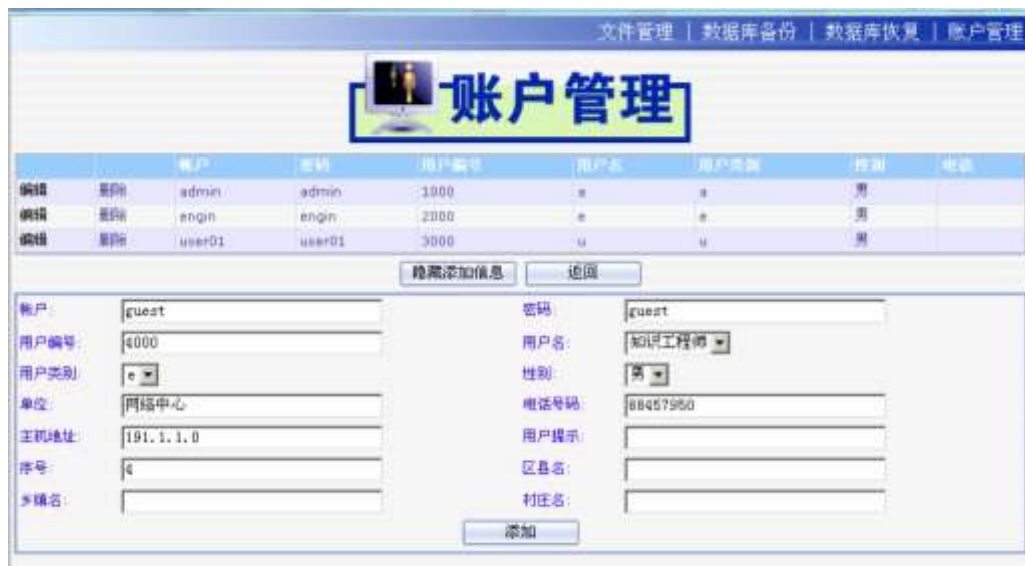 文件管理 | 数据库备份 | 数据库恢复 | 账户管理
账户管理
帐户 密码 用户编号 用户名 用户类别 性别 电话
编辑 删除 admin admin 1000 a a 男
编辑 删除 engin engin 2000 e e 男
编辑 删除 user01 user01 3000 u u 男
隐藏添加信息 返回
帐户: guest 密码: guest
用户编号: 4000 用户名: 知识工程师
用户类别: e 性别: 男
单位: 网络中心 电话号码: 88457950
主机地址: 191.1.1.0 用户提示:
序号: 4 区县名:
乡镇名: 村庄名:
添加